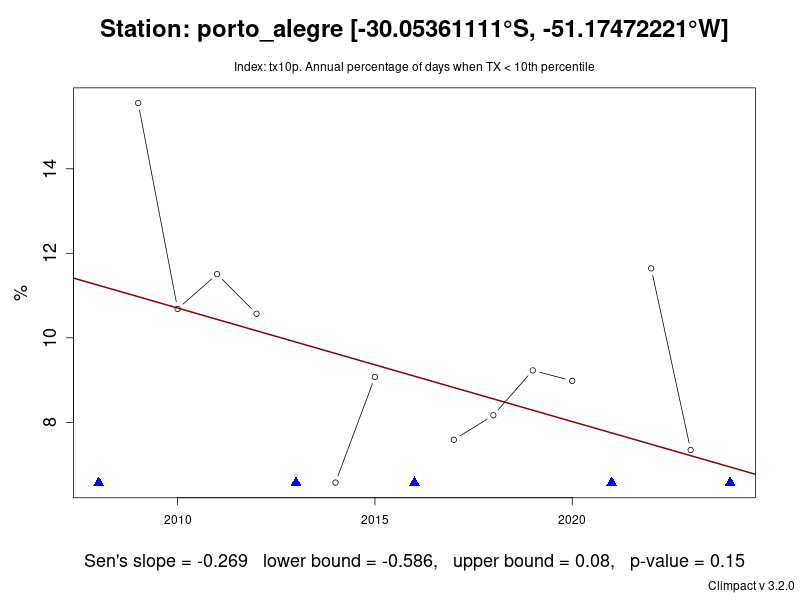 Station: porto_alegre [-30.05361111°S, -51.17472221°W]
Index: tx10p. Annual percentage of days when TX < 10th percentile
14
12
10
8
%
2010 2015 2020
Sen's slope = -0.269 lower bound = -0.586, upper bound = 0.08, p-value = 0.15
Climpact v 3.2.0